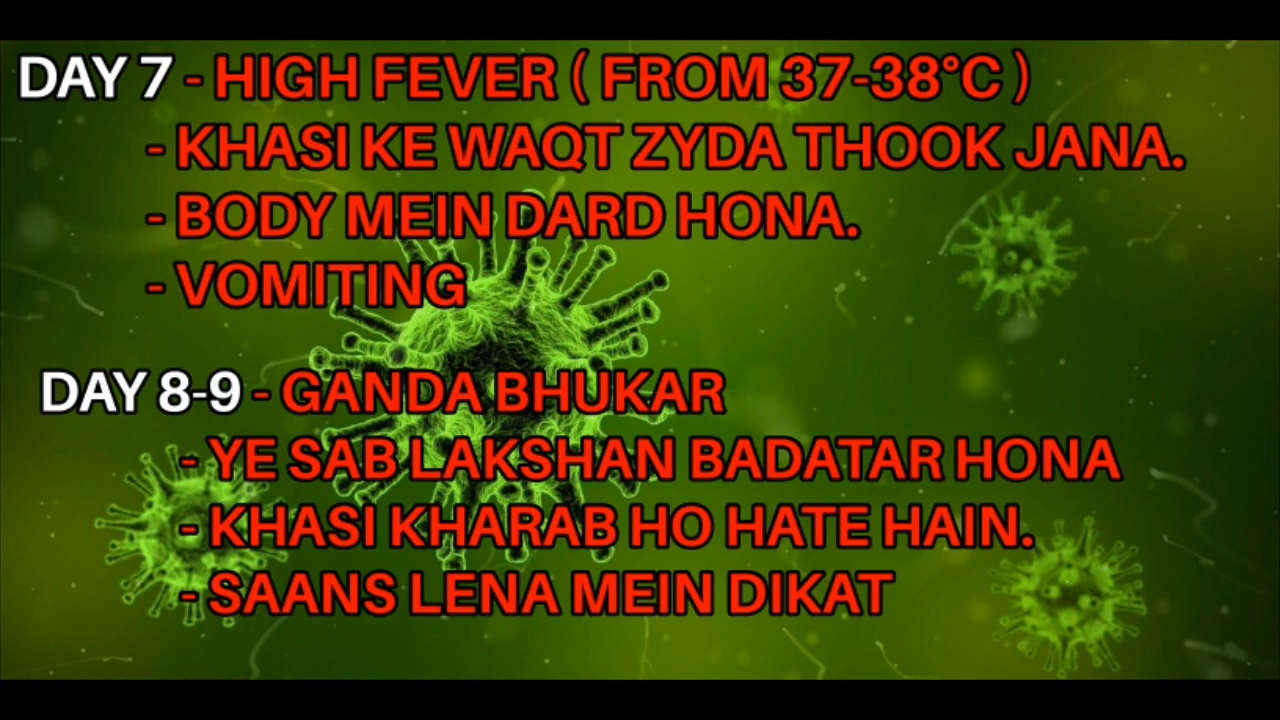 DAY 7 - HIGH FEVER ( FROM 37-38°C )
- KHASI KE WAQT ZYDA THOOK JANA.
- BODY MEIN DARD HONA.
- VOMITING
DAY 8-9 - GANDA BHUKAR
- YE SAB LAKSHAN BADATAR HONA
- KHASI KHARAB HO HATE HAIN.
- SAANS LENA MEIN DIKAT